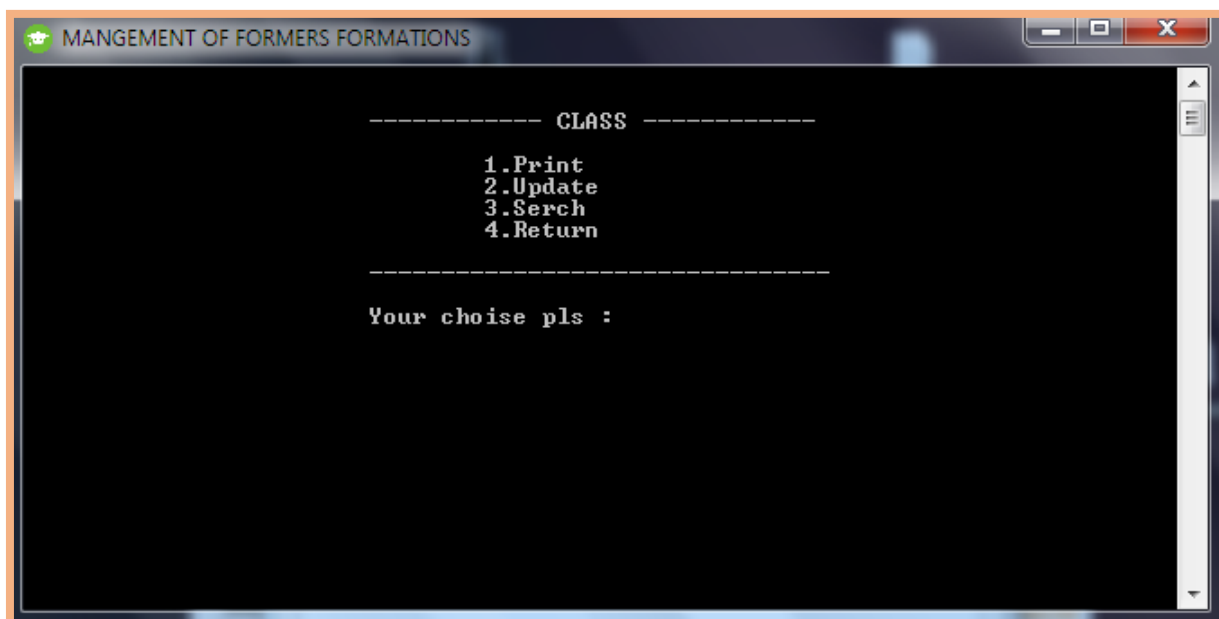 MANGEMENT OF FORMERS FORMATIONS
------------ CLASS ------------
1.Print
2.Update
3.Serch
4.Return
--------------------------------
Your choise pls :